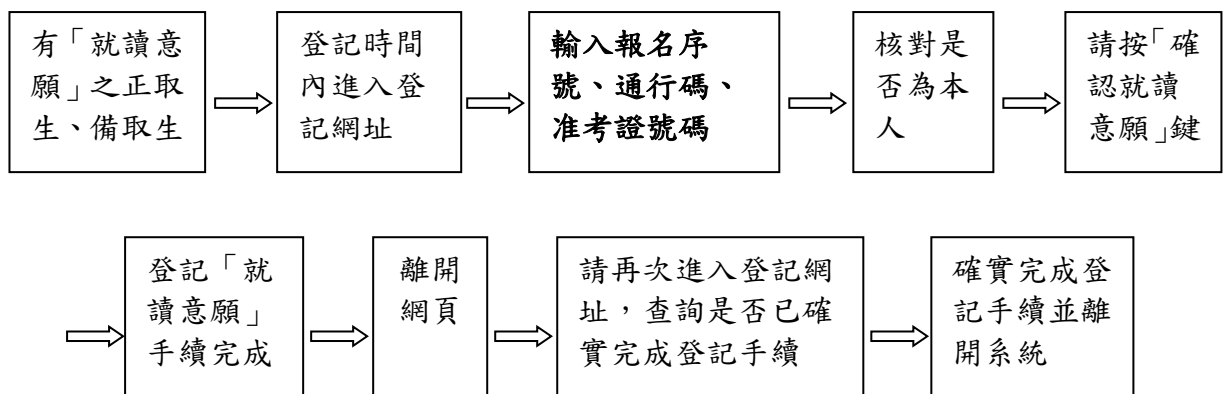 有「就讀意
願」之正取
生、備取生
登記時間
內進入登
記網址
輸入報名序
號、通行碼、
准考證號碼
核對是
否為本
人
請按「確
認就讀
意願」鍵
登記「就
讀意願」
手續完成
離開
網頁
請再次進入登記網
址，查詢是否已確
實完成登記手續
確實完成登
記手續並離
開系統